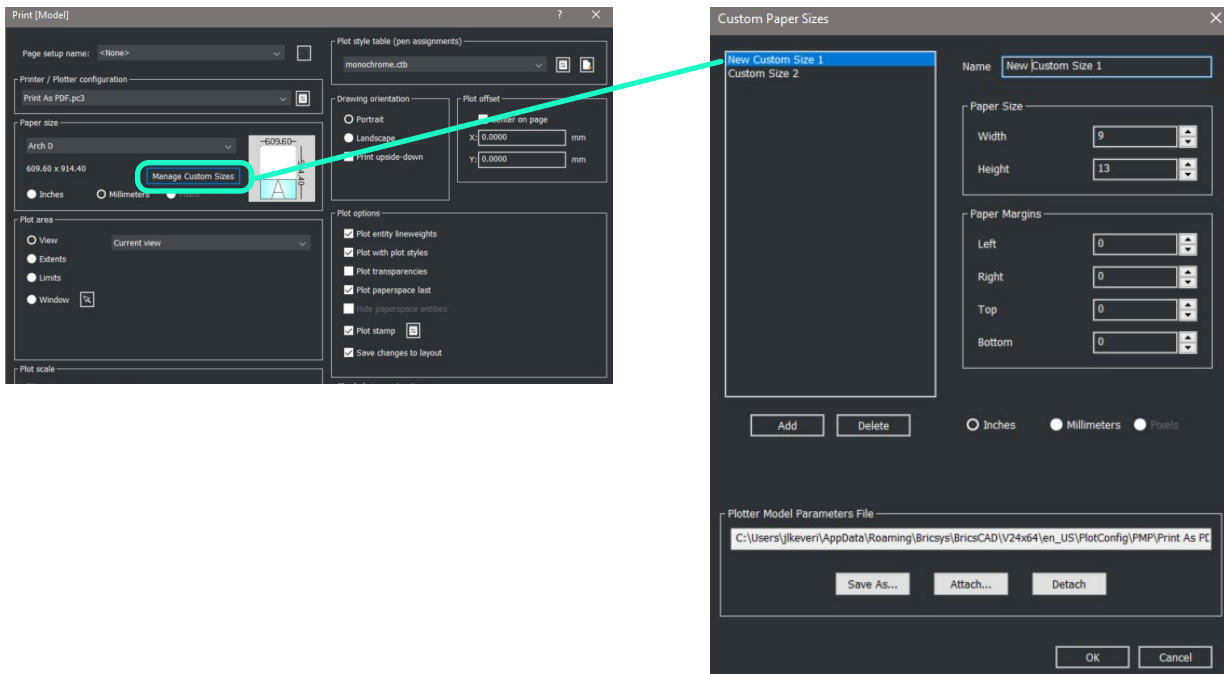 Print [Model]
? ×
Page setup name: <None>
Printer / Plotter configuration
Print As PDF.pc3
Paper size
Arch D
609.60 x 914.40
Manage Custom Sizes
609.60
A
Inches Millimeters
Plot area
View Current view
Extents
Limits
Window
Plot scale
Plot style table (pen assignments)
monochrome.ctb
Drawing orientation
Portrait
Landscape
Print upside-down
Plot offset
Center on page
X: 0.0000 mm
Y: 0.0000 mm
Plot options
Plot entity lineweights
Plot with plot styles
Plot transparencies
Plot paperspace last
Hide paperspace entities
Plot stamp
Save changes to layout
Custom Paper Sizes
New Custom Size 1
Custom Size 2
Add Delete
Name New Custom Size 1
Paper Size
Width 9
Height 13
Paper Margins
Left 0
Right 0
Top 0
Bottom 0
Inches Millimeters Pixels
Plotter Model Parameters File
C:\Users\jlkeveri\AppData\Roaming\Bricsys\BricsCAD\V24x64\en_US\PlotConfig\PMP\Print As PD
Save As... Attach... Detach
OK Cancel